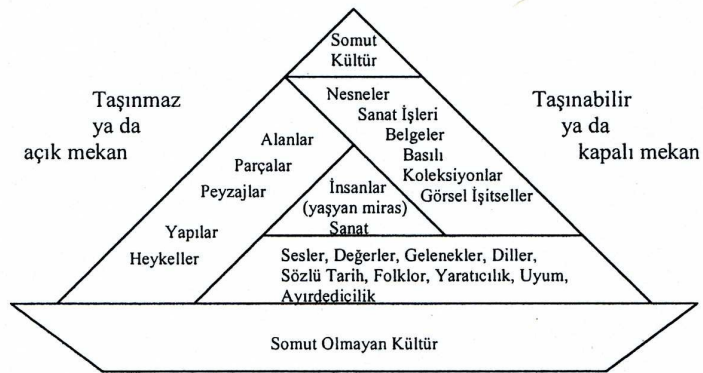 Somut
Kültür
Taşınmaz
ya da
açık mekan
Alanlar
Parçalar
Peyzajlar
Yapılar
Heykeller
Nesneler
Sanat İşleri
Belgeler
Basılı
Koleksiyonlar
Görsel İşitseller
Taşınabilir
ya da
kapalı mekan
İnsanlar
(yaşyan miras)
Sanat
Sesler, Değerler, Gelenekler, Diller,
Sözlü Tarih, Folklor, Yaratıcılık, Uyum,
Ayırdedicilik
Somut Olmayan Kültür